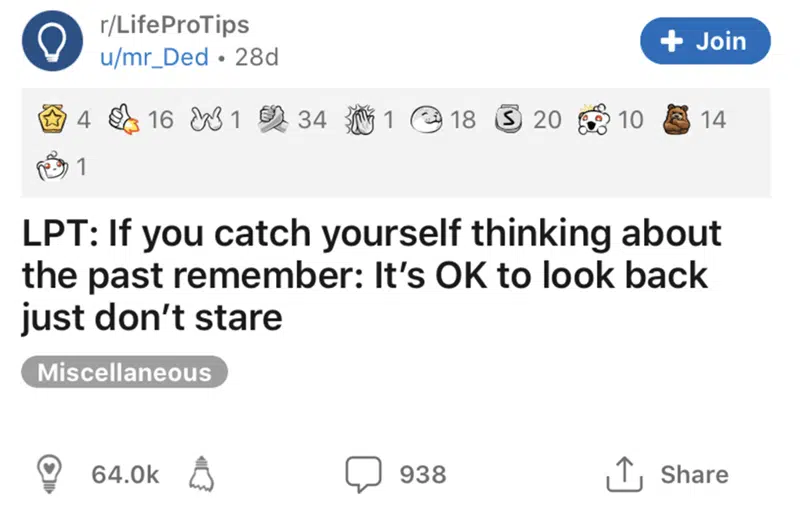 r/LifeProTips
u/mr_Ded • 28d
+ Join
4 16 1 34 1 S 18 20 10 14
1
LPT: If you catch yourself thinking about
the past remember: It’s OK to look back
just don’t stare
Miscellaneous
64.0k 938 Share